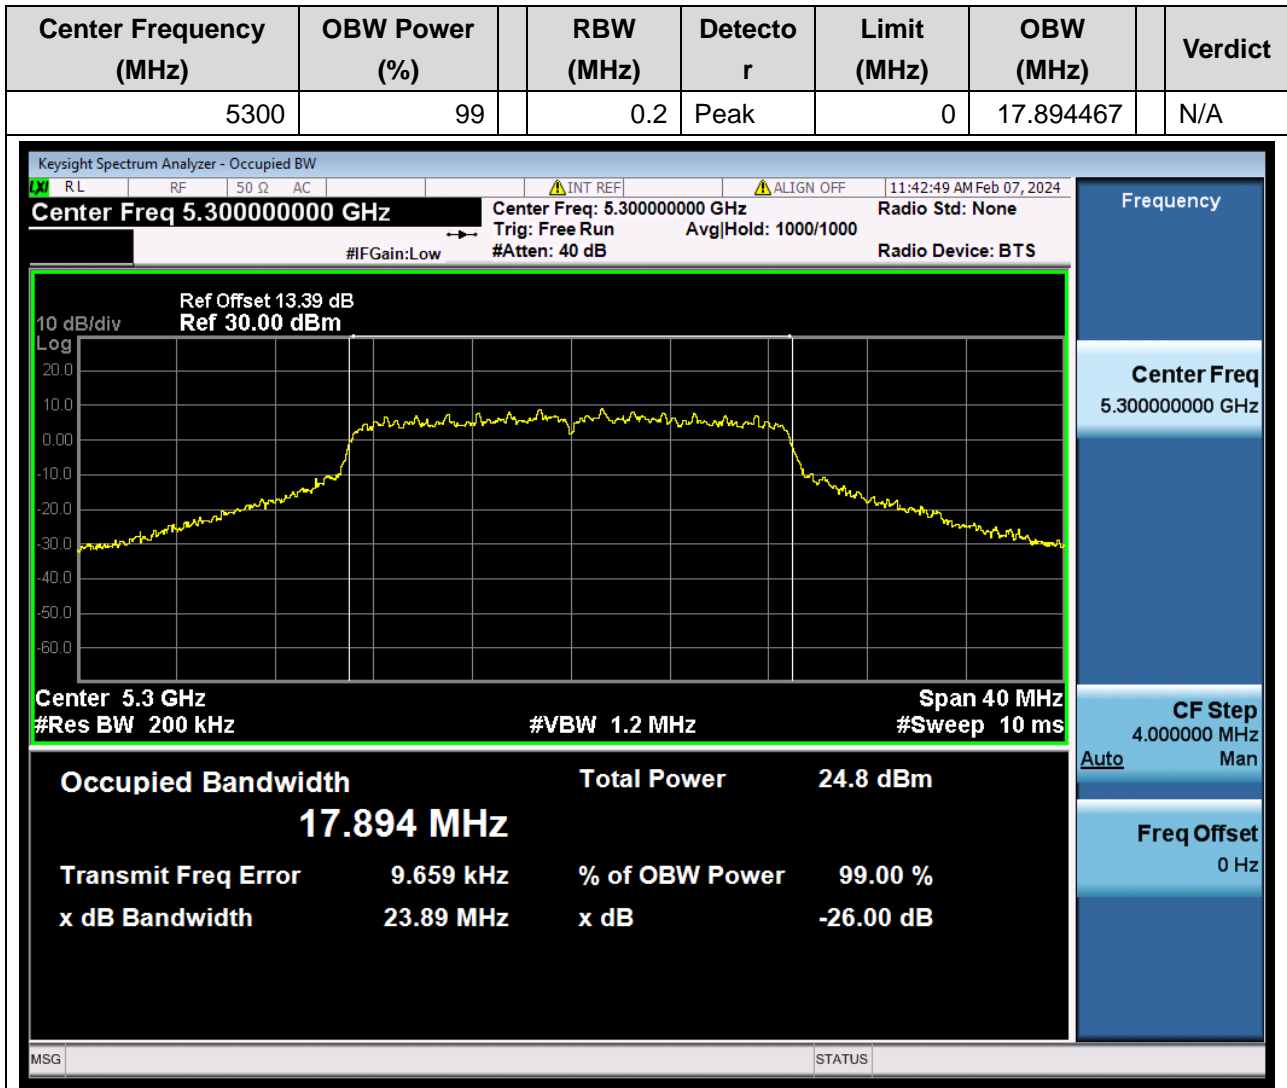 Center Frequency (MHz) OBW Power (%) RBW (MHz) Detecto r Limit (MHz) OBW (MHz) Verdict
5300 99 0.2 Peak 0 17.894467 N/A
Keysight Spectrum Analyzer - Occupied BW
LXI RL RF 50 Ω AC INT REF ALIGN OFF 11:42:49 AM Feb 07, 2024
Center Freq 5.300000000 GHz Center Freq: 5.300000000 GHz Radio Std: None
Trig: Free Run Avg|Hold: 1000/1000
#IFGain:Low #Atten: 40 dB Radio Device: BTS
Ref Offset 13.39 dB
10 dB/div Ref 30.00 dBm
Log
20.0
10.0
0.00
-10.0
-20.0
-30.0
-40.0
-50.0
-60.0
Center 5.3 GHz Span 40 MHz
#Res BW 200 kHz #VBW 1.2 MHz #Sweep 10 ms
Occupied Bandwidth Total Power 24.8 dBm
17.894 MHz
Transmit Freq Error 9.659 kHz % of OBW Power 99.00 %
x dB Bandwidth 23.89 MHz x dB -26.00 dB
Frequency
Center Freq
5.300000000 GHz
CF Step
4.000000 MHz
Auto Man
Freq Offset
0 Hz
MSG STATUS